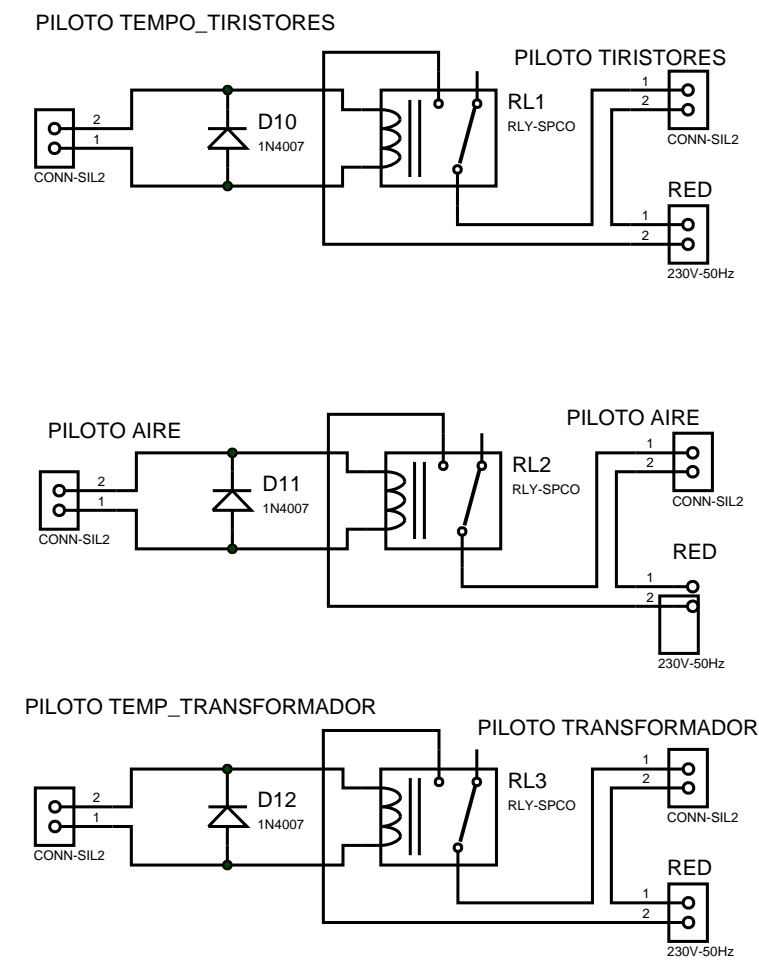 PILOTO TEMPO_TIRISTORES
PILOTO TIRISTORES
1
2
CONN-SIL2
2
1
CONN-SIL2
D10
1N4007
RL1
RLY-SPCO
RED
1
2
230V-50Hz
PILOTO AIRE
PILOTO AIRE
1
2
CONN-SIL2
2
1
CONN-SIL2
D11
1N4007
RL2
RLY-SPCO
RED
1
2
230V-50Hz
PILOTO TEMP_TRANSFORMADOR
PILOTO TRANSFORMADOR
1
2
CONN-SIL2
2
1
CONN-SIL2
D12
1N4007
RL3
RLY-SPCO
RED
1
2
230V-50Hz